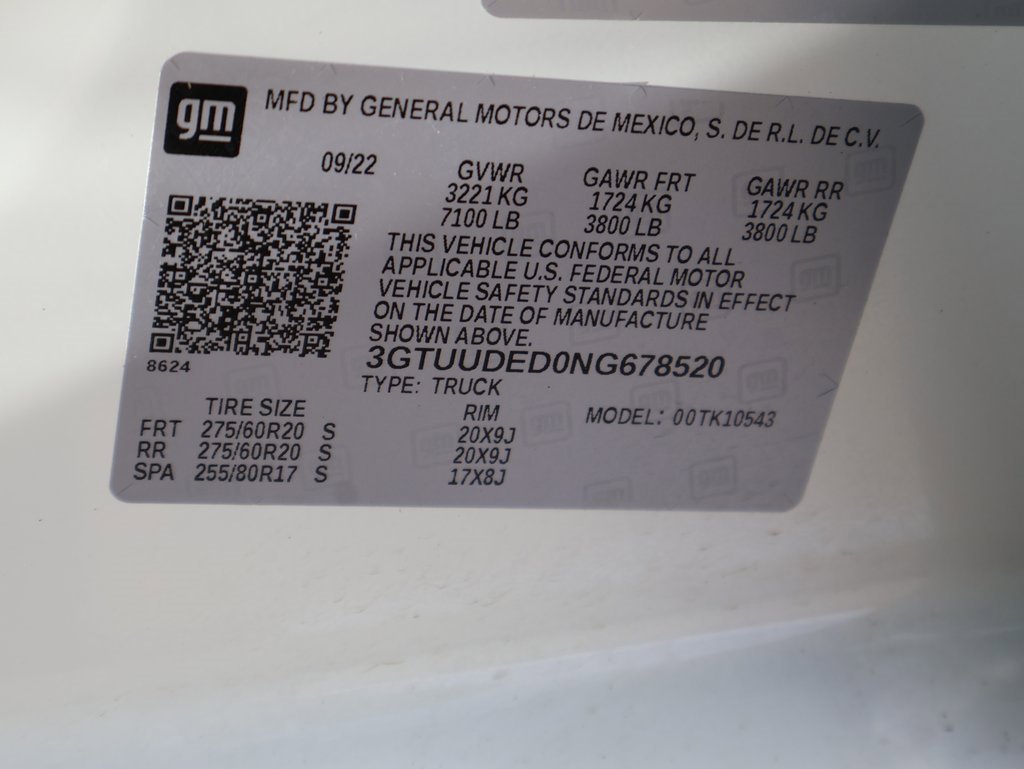 gm
MFD BY GENERAL MOTORS DE MEXICO, S. DE R.L. DE C.V.
09/22
GVWR
3221 KG
7100 LB
GAWR FRT
1724 KG
3800 LB
GAWR RR
1724 KG
3800 LB
THIS VEHICLE CONFORMS TO ALL
APPLICABLE U.S. FEDERAL MOTOR
VEHICLE SAFETY STANDARDS IN EFFECT
ON THE DATE OF MANUFACTURE
SHOWN ABOVE.
8624
3GTUUDED0NG678520
TYPE: TRUCK
TIRE SIZE RIM MODEL: 00TK10543
FRT 275/60R20 S 20X9J
RR 275/60R20 S 20X9J
SPA 255/80R17 S 17X8J